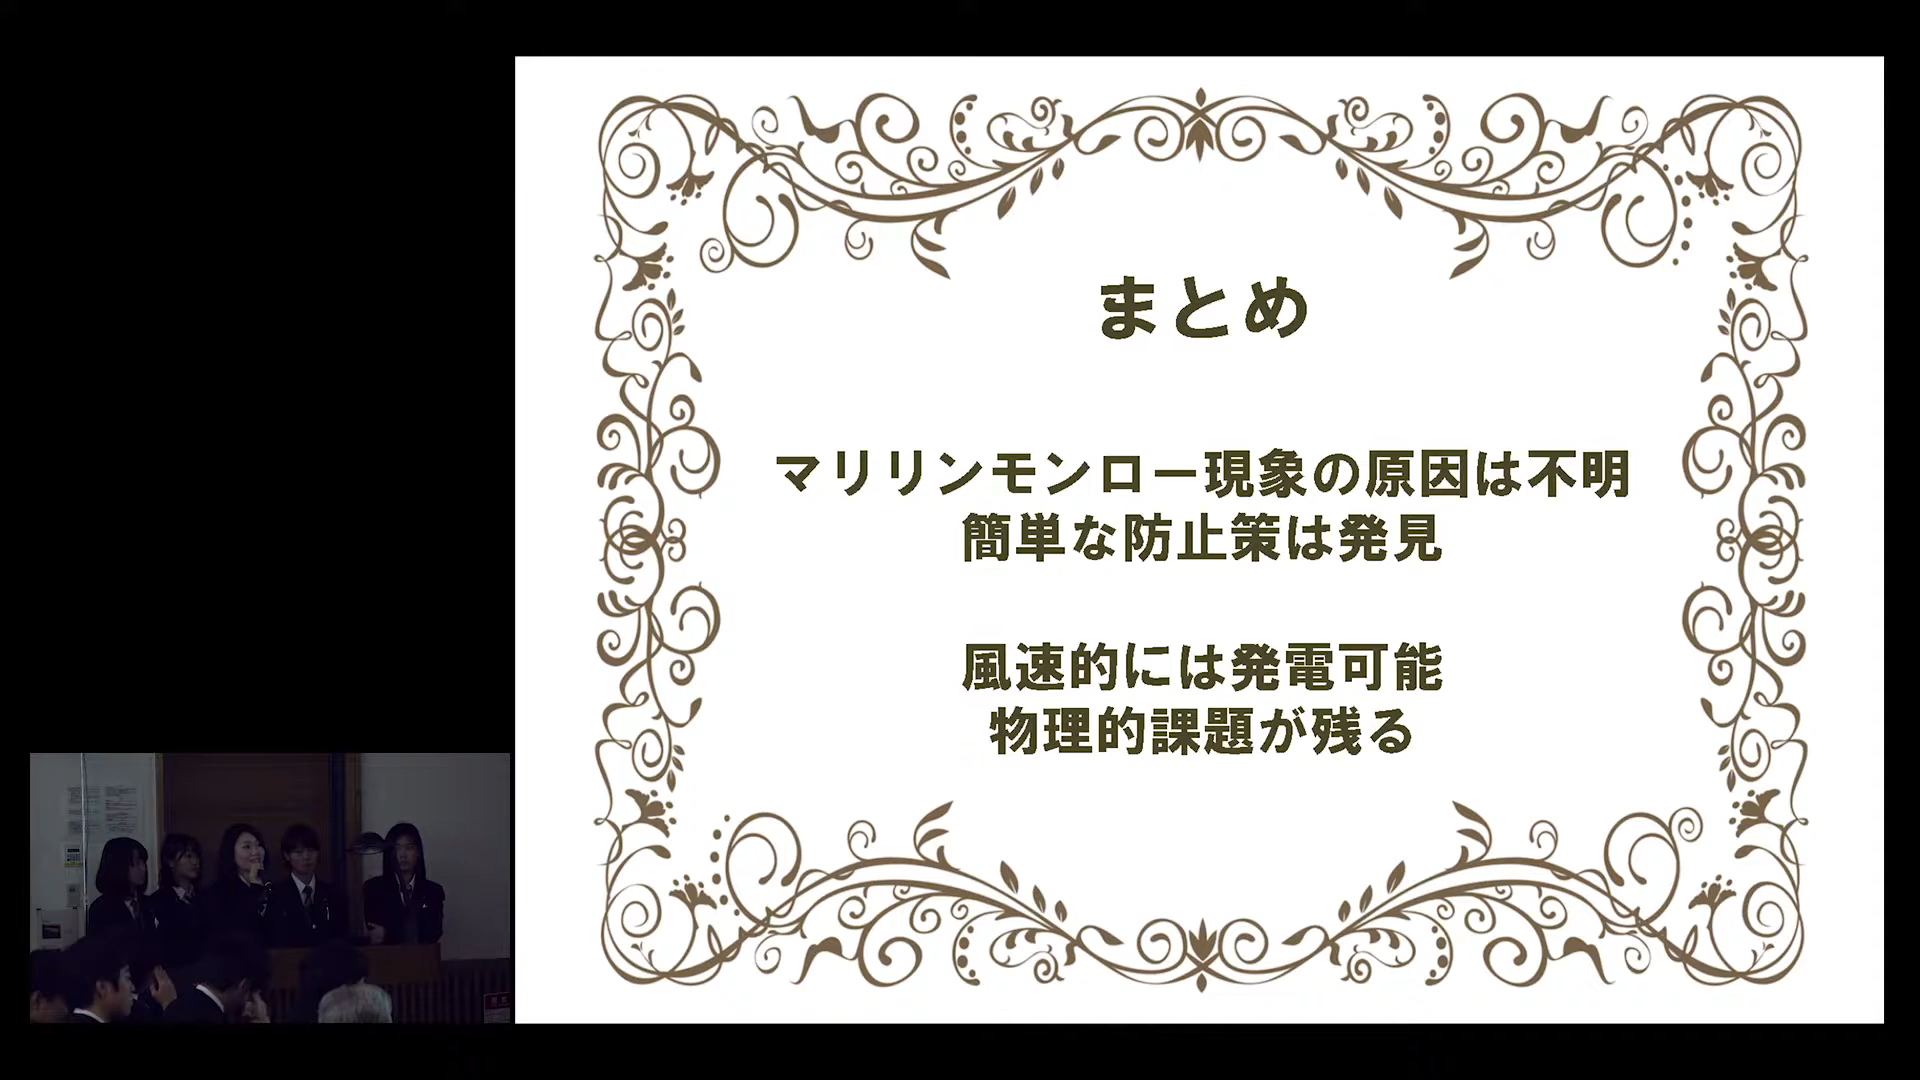 まとめ
マリリンモンロー現象の原因は不明
簡単な防止策は発見
風速的には発電可能
物理的課題が残る